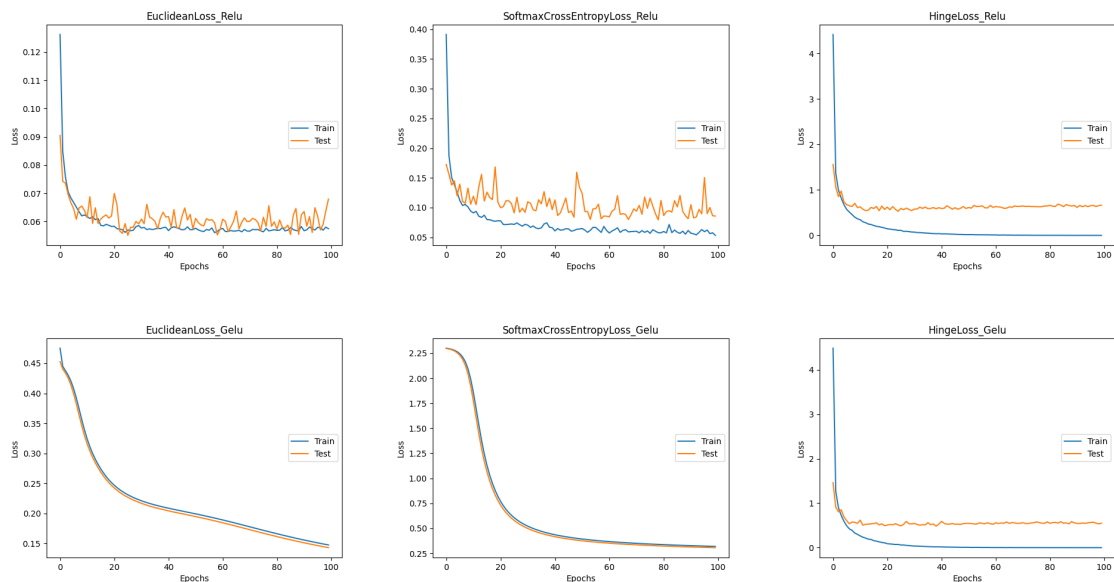 EuclideanLoss_Relu
Loss
0.12
0.11
0.10
0.09
0.08
0.07
0.06
Train
Test
0 20 40 60 80 100
Epochs
SoftmaxCrossEntropyLoss_Relu
Loss
0.40
0.35
0.30
0.25
0.20
0.15
0.10
0.05
Train
Test
0 20 40 60 80 100
Epochs
HingeLoss_Relu
Loss
4
3
2
1
0
Train
Test
0 20 40 60 80 100
Epochs
EuclideanLoss_Gelu
Loss
0.45
0.40
0.35
0.30
0.25
0.20
0.15
Train
Test
0 20 40 60 80 100
Epochs
SoftmaxCrossEntropyLoss_Gelu
Loss
2.25
2.00
1.75
1.50
1.25
1.00
0.75
0.50
0.25
Train
Test
0 20 40 60 80 100
Epochs
HingeLoss_Gelu
Loss
4
3
2
1
0
Train
Test
0 20 40 60 80 100
Epochs